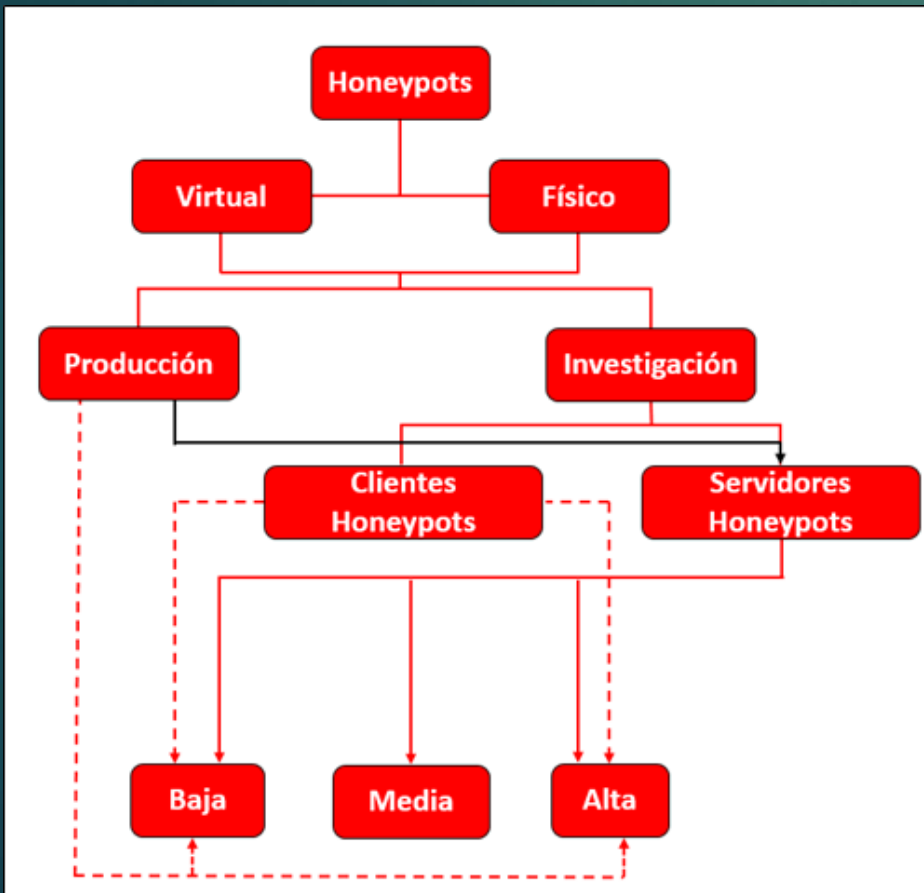 Honeypots
Virtual
Físico
Producción
Investigación
Clientes
Honeypots
Servidores
Honeypots
Baja
Media
Alta